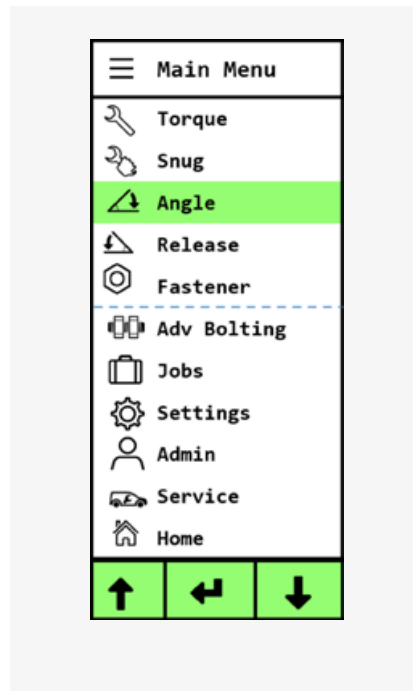 Main Menu
Torque
Snug
Angle
Release
Fastener
Adv Bolting
Jobs
Settings
Admin
Service
Home